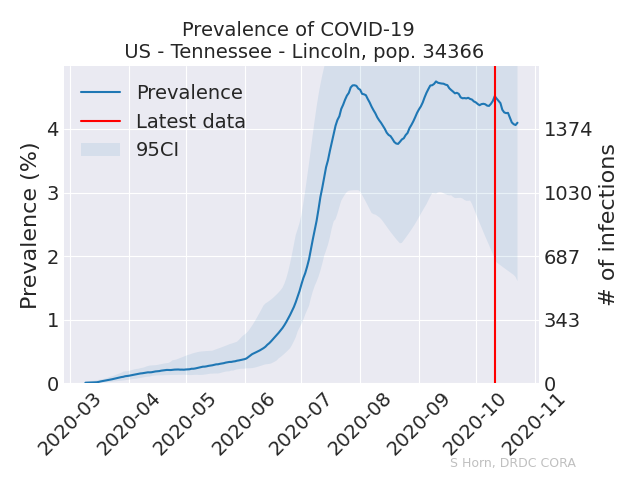 Prevalence of COVID-19
US - Tennessee - Lincoln, pop. 34366
Prevalence
Latest data
95CI
Prevalence (%)
4
3
2
1
0
1374
1030
687
343
0
# of infections
2020-03
2020-04
2020-05
2020-06
2020-07
2020-08
2020-09
2020-10
2020-11
S Horn, DRDC CORA